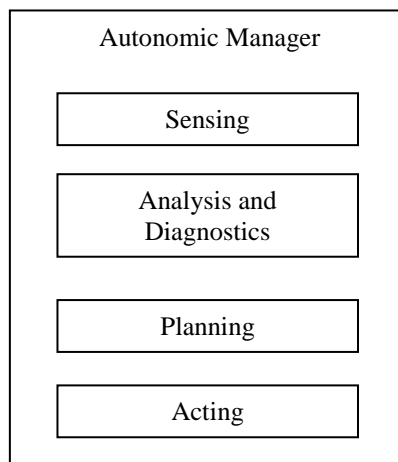 Autonomic Manager
Sensing
Analysis and
Diagnostics
Planning
Acting